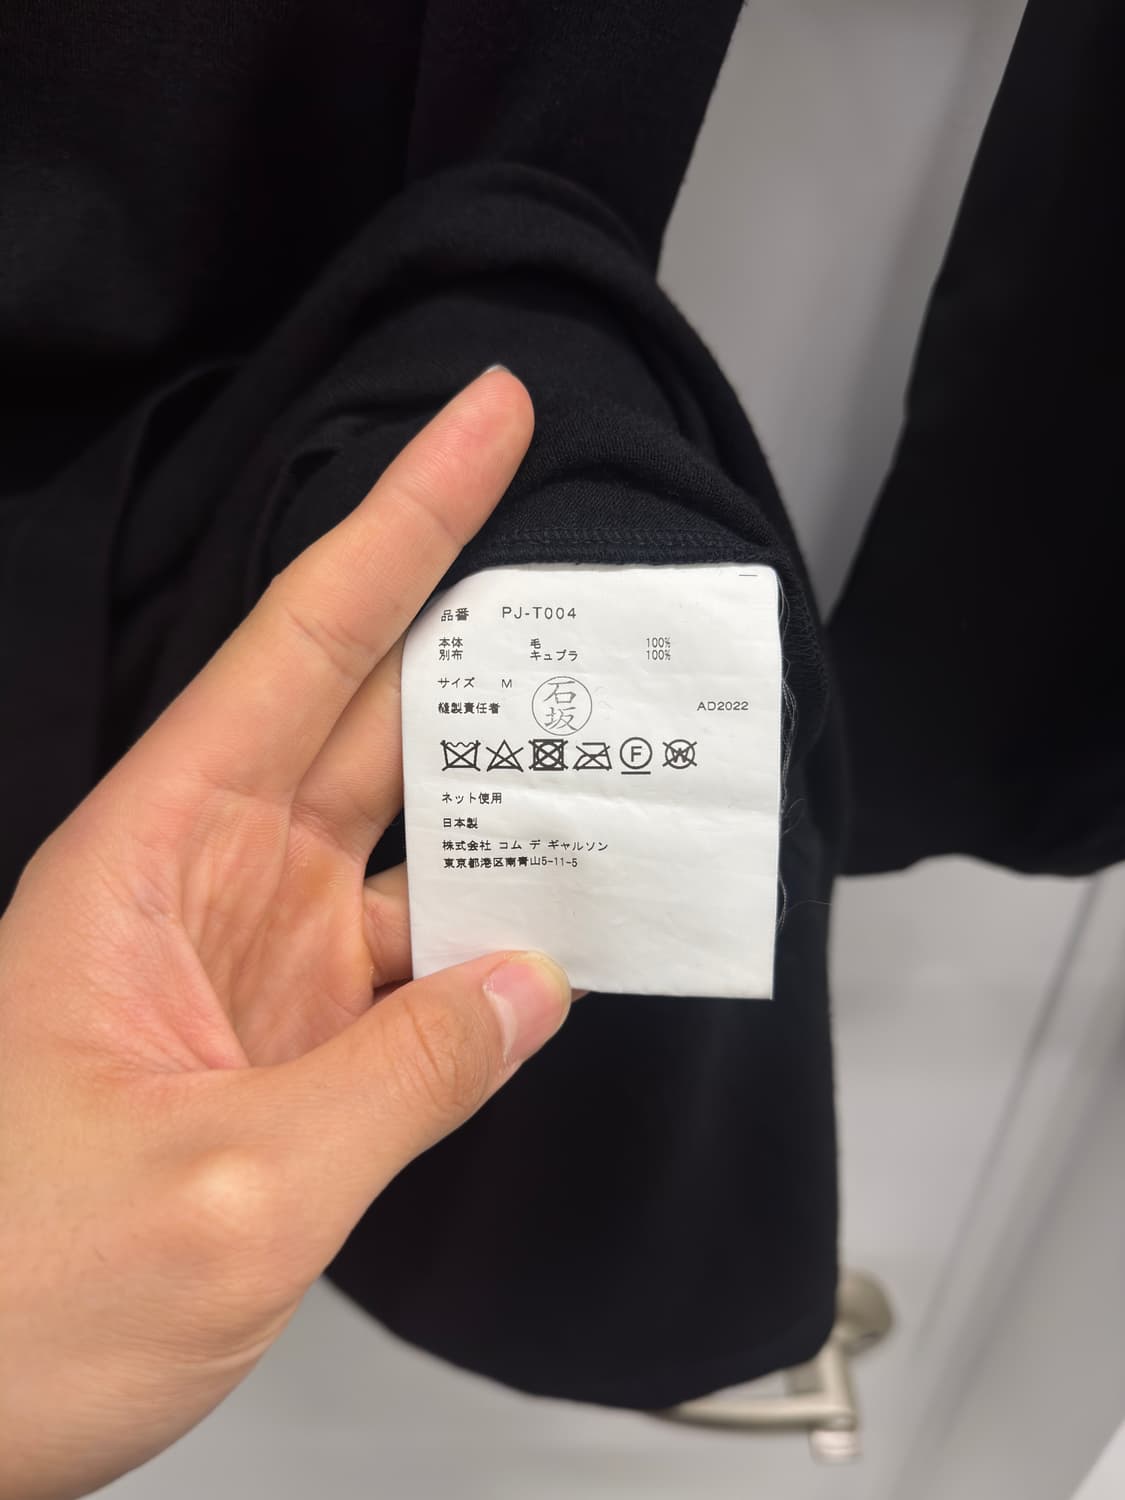 品番 PJ-T004
本体 毛 100%
別布 キュプラ 100%
サイズ M
縫製責任者 石坂 AD2022
F W
ネット使用
日本製
株式会社 コム デ ギャルソン
東京都港区南青山5-11-5